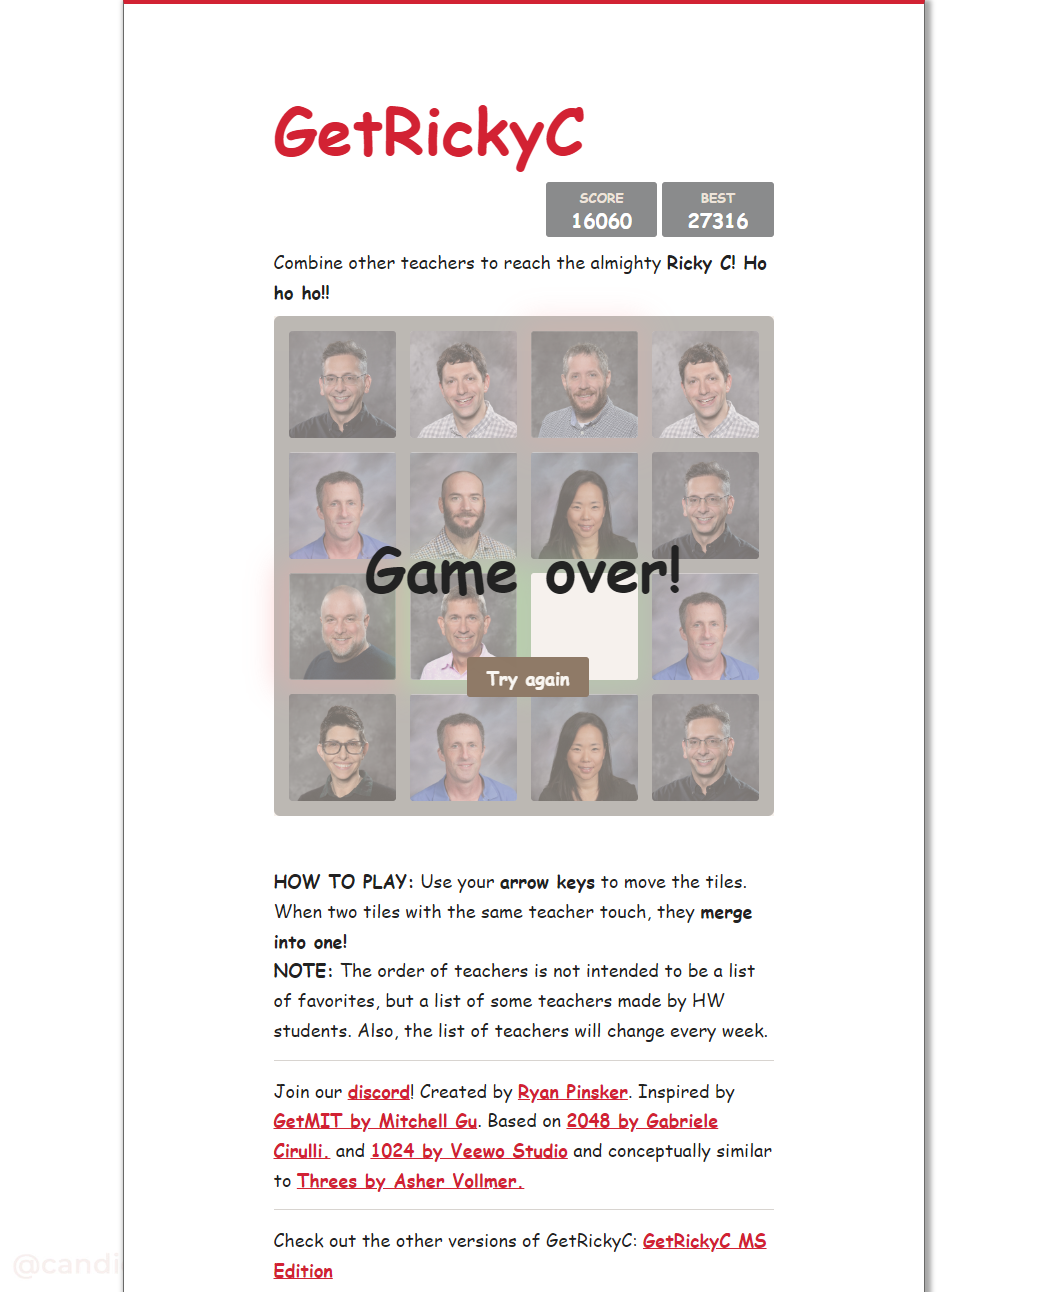 GetRickyC
SCORE
16060
BEST
27316
Combine other teachers to reach the almighty Ricky C! Ho
ho ho!!
Game over!
Try again
HOW TO PLAY: Use your arrow keys to move the tiles.
When two tiles with the same teacher touch, they merge
into one!
NOTE: The order of teachers is not intended to be a list
of favorites, but a list of some teachers made by HW
students. Also, the list of teachers will change every week.
Join our discord! Created by Ryan Pinsker. Inspired by
GetMIT by Mitchell Gu. Based on 2048 by Gabriele
Cirulli. and 1024 by Veewo Studio and conceptually similar
to Threes by Asher Vollmer.
Check out the other versions of GetRickyC: GetRickyC MS
Edition